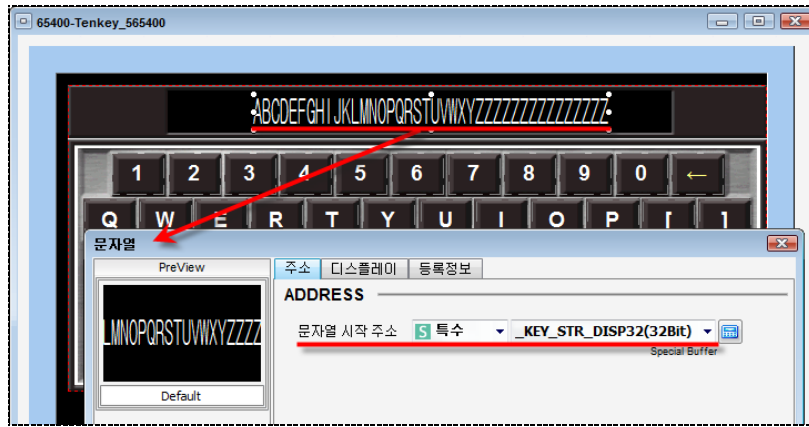 65400-Tenkey_565400
ABCDEFGHIJKLMNOPQRSTUVWXYZZZZZZZZZZZZZZZ
1 2 3 4 5 6 7 8 9 0 ←
Q W E R T Y U I O P [ ]
문자열
PreView
주소 디스플레이 등록정보
ADDRESS
LMNOPQRSTUVWXYZZZZ
문자열 시작 주소 S 특수 _KEY_STR_DISP32(32Bit)
Special Buffer
Default